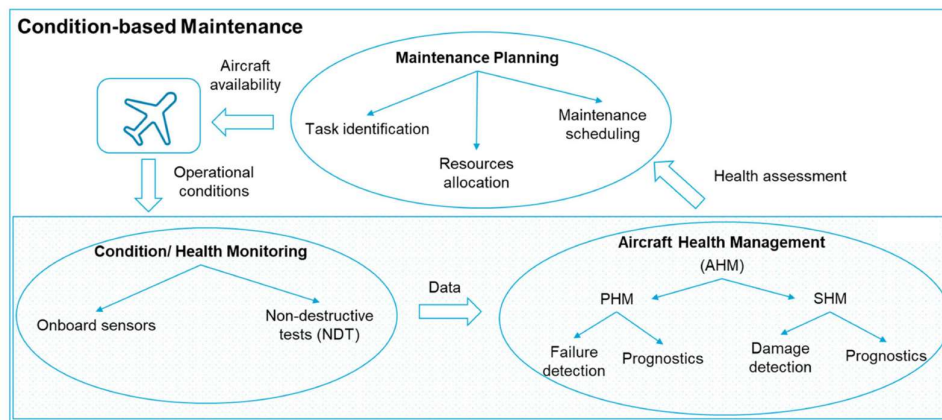 Condition-based Maintenance
Aircraft
availability
Maintenance Planning
Task identification
Maintenance
scheduling
Resources
allocation
Operational
conditions
Health assessment
Condition/ Health Monitoring
Onboard sensors
Non-destructive
tests (NDT)
Data
Aircraft Health Management
(AHM)
PHM
SHM
Failure
detection
Prognostics
Damage
detection
Prognostics